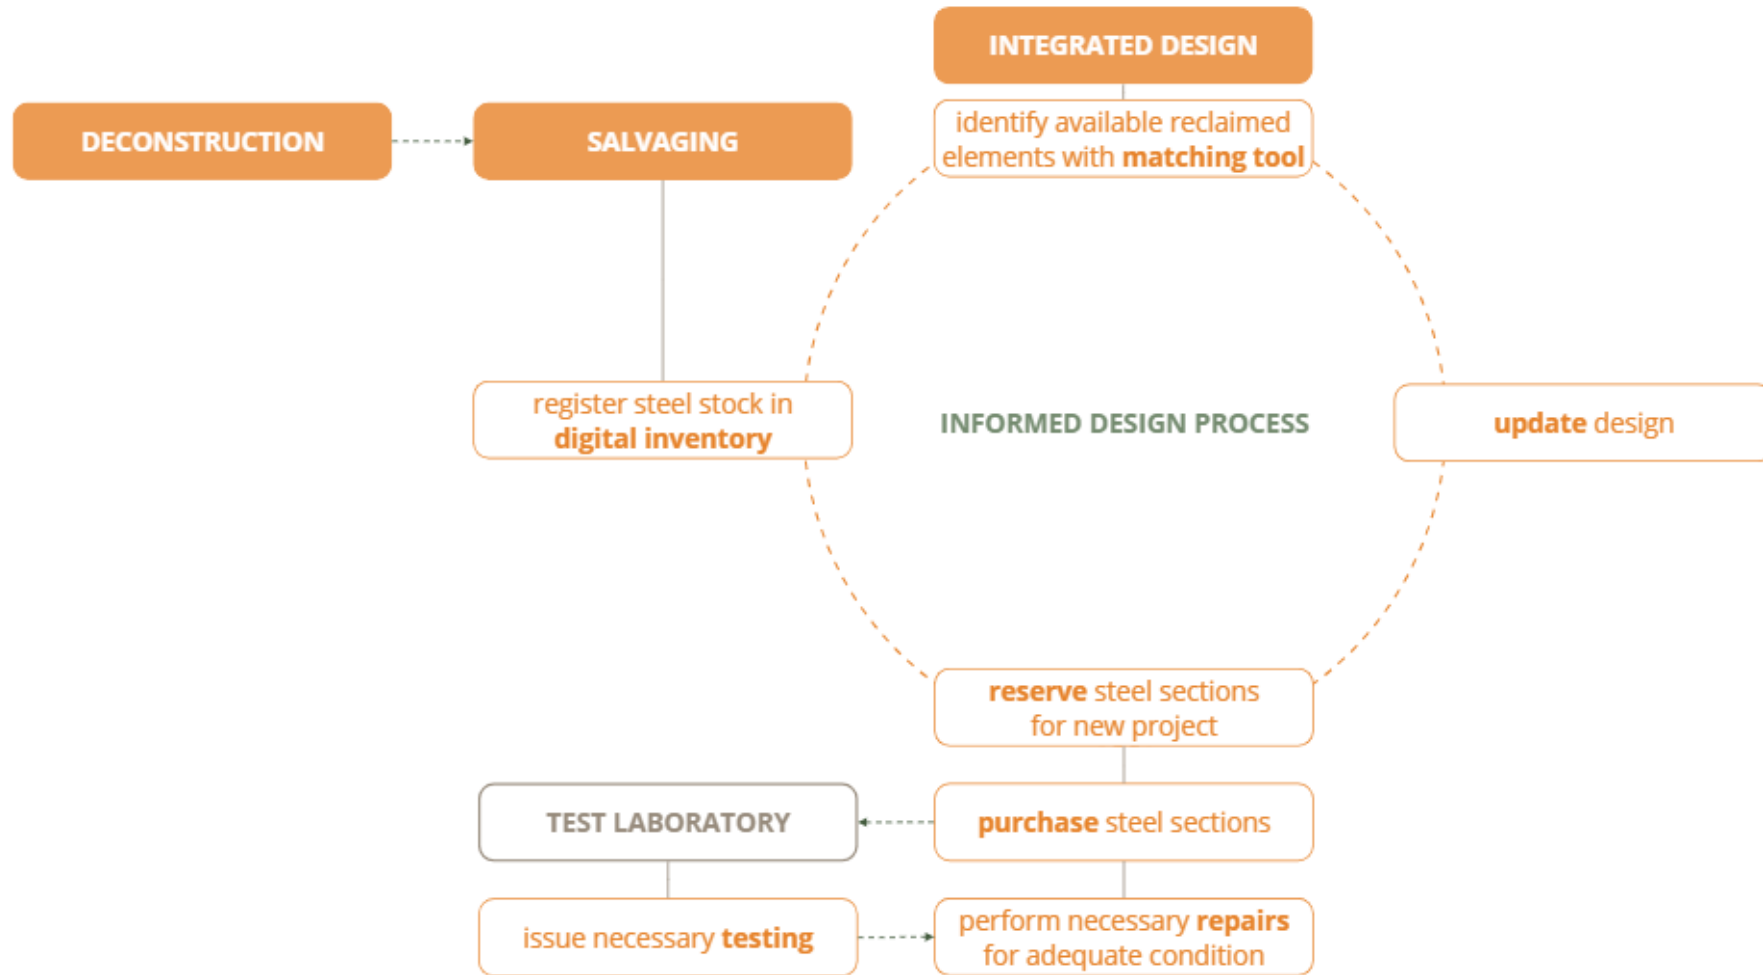 INTEGRATED DESIGN
DECONSTRUCTION
SALVAGING
identify available reclaimed
elements with matching tool
register steel stock in
digital inventory
INFORMED DESIGN PROCESS
update design
reserve steel sections
for new project
TEST LABORATORY
purchase steel sections
issue necessary testing
perform necessary repairs
for adequate condition